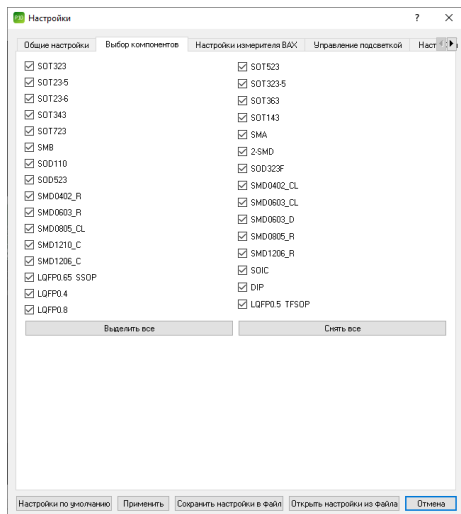 Настройки
? ×
Общие настройки Выбор компонентов Настройки измерителя ВАХ Управление подсветкой Наст
SOT323
SOT23-5
SOT23-6
SOT343
SOT723
SMB
SOD110
SOD523
SMD0402_R
SMD0603_R
SMD0805_CL
SMD1210_C
SMD1206_C
LQFP0.65 SSOP
LQFP0.4
LQFP0.8
SOT523
SOT323-5
SOT363
SOT143
SMA
2-SMD
SOD323F
SMD0402_CL
SMD0603_CL
SMD0603_D
SMD0805_R
SMD1206_R
SOIC
DIP
LQFP0.5 TFSOP
Выделить все Снять все
Настройки по умолчанию Применить Сохранить настройки в файл Открыть настройки из файла Отмена